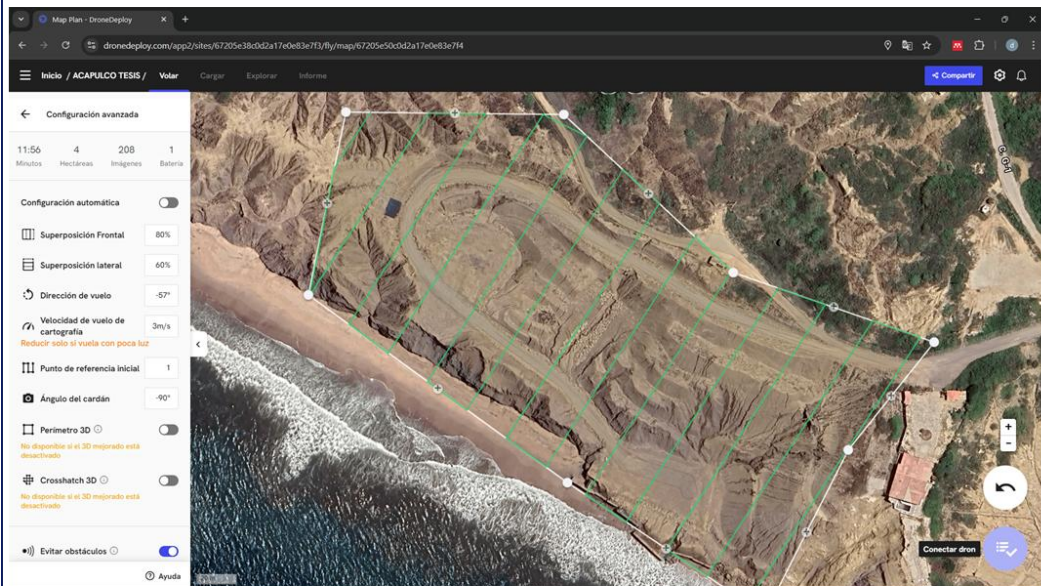 Map Plan - DroneDeploy
dronedeploy.com/app2/sites/67205e38c0d2a17e0e83e7f3/fly/map/67205e50c0d2a17e0e83e7f4
Inicio / ACAPULCO TESIS / Volar Cargar Explorar Informe
Compartir
Configuración avanzada
11:56 4 208 1
Minutos Hectáreas Imágenes Batería
Configuración automática
Superposición Frontal 80%
Superposición lateral 60%
Dirección de vuelo -57°
Velocidad de vuelo de
cartografía 3m/s
Reducir solo si vuela con poca luz
Punto de referencia inicial 1
Ángulo del cardán -90°
Perímetro 3D
No disponible si el 3D mejorado está
desactivado
Crosshatch 3D
No disponible si el 3D mejorado está
desactivado
Evitar obstáculos
Ayuda
C. G-1
+
-
Conectar dron
20 m